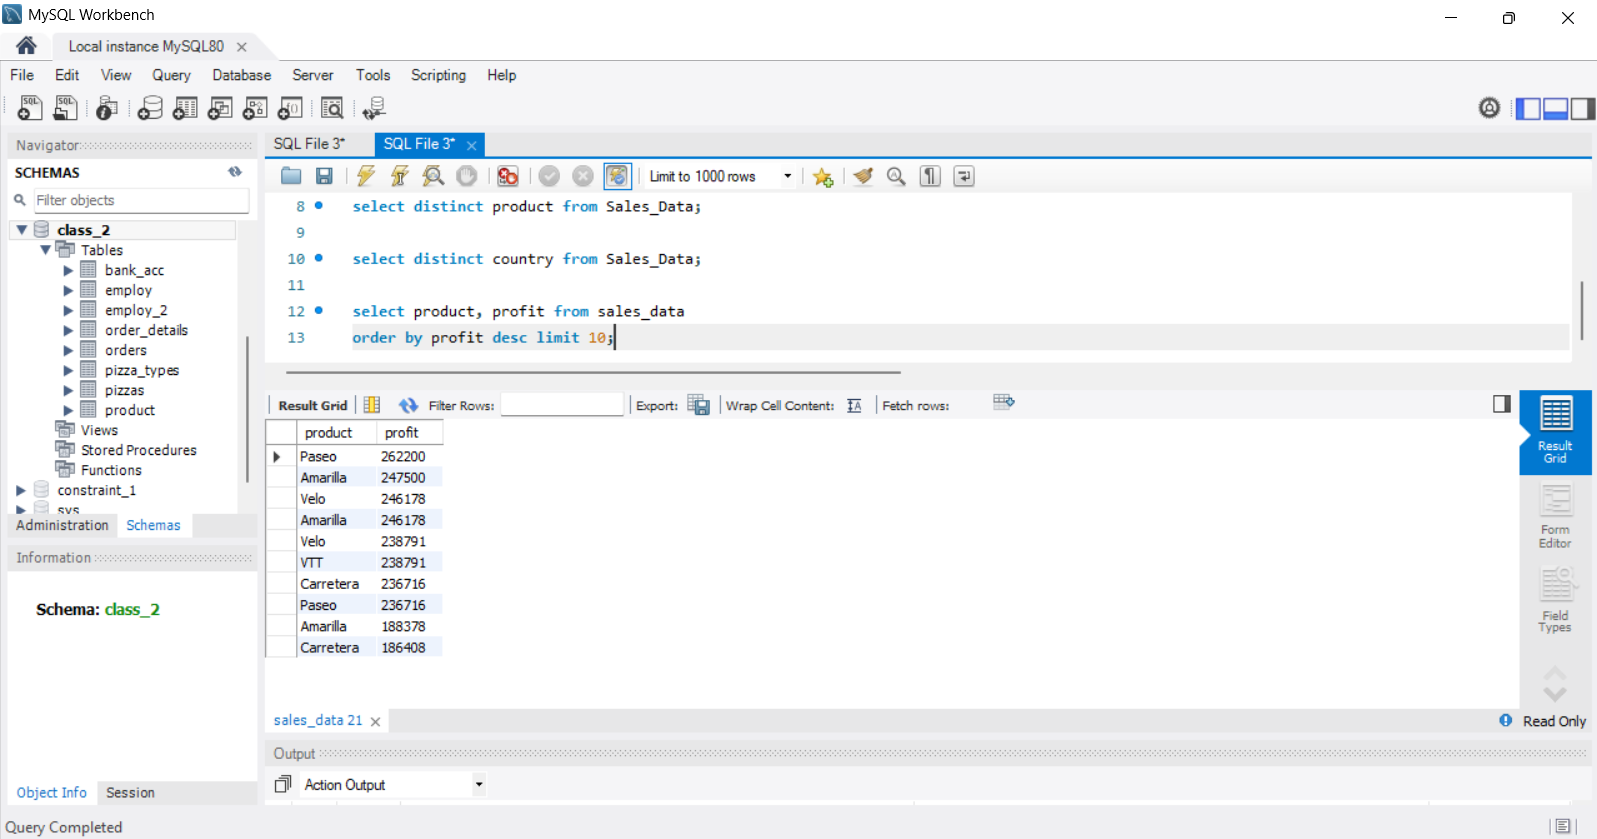 MySQL Workbench
Local instance MySQL80
File Edit View Query Database Server Tools Scripting Help
Navigator
SCHEMAS
Filter objects
class_2
Tables
bank_acc
employ
employ_2
order_details
orders
pizza_types
pizzas
product
Views
Stored Procedures
Functions
constraint_1
sys
Administration Schemas
Information
Schema: class_2
Object Info Session
SQL File 3* SQL File 3*
Limit to 1000 rows
8 select distinct product from Sales_Data;
9
10 select distinct country from Sales_Data;
11
12 select product, profit from sales_data
13 order by profit desc limit 10;
Result Grid Filter Rows: Export: Wrap Cell Content: Fetch rows:
product profit
Paseo 262200
Amarilla 247500
Velo 246178
Amarilla 246178
Velo 238791
VTT 238791
Carretera 236716
Paseo 236716
Amarilla 188378
Carretera 186408
Result
Grid
Form
Editor
Field
Types
sales_data 21
Read Only
Output
Action Output
Query Completed